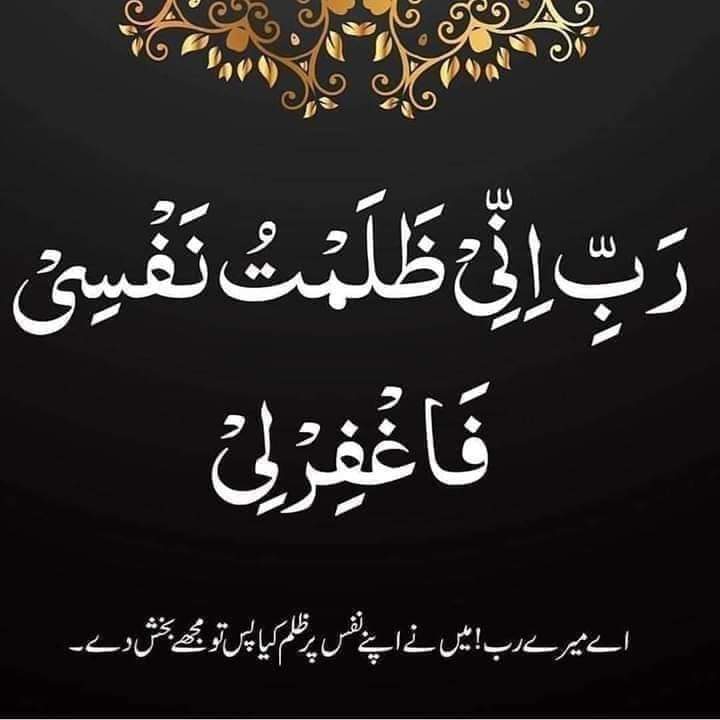 رَبِّ اِنِّیْ ظَلَمْتُ نَفْسِیْ
فَاغْفِرْلِیْ
اے میرے رب! میں نے اپنے نفس پر ظلم کیا پس تو مجھے بخش دے۔